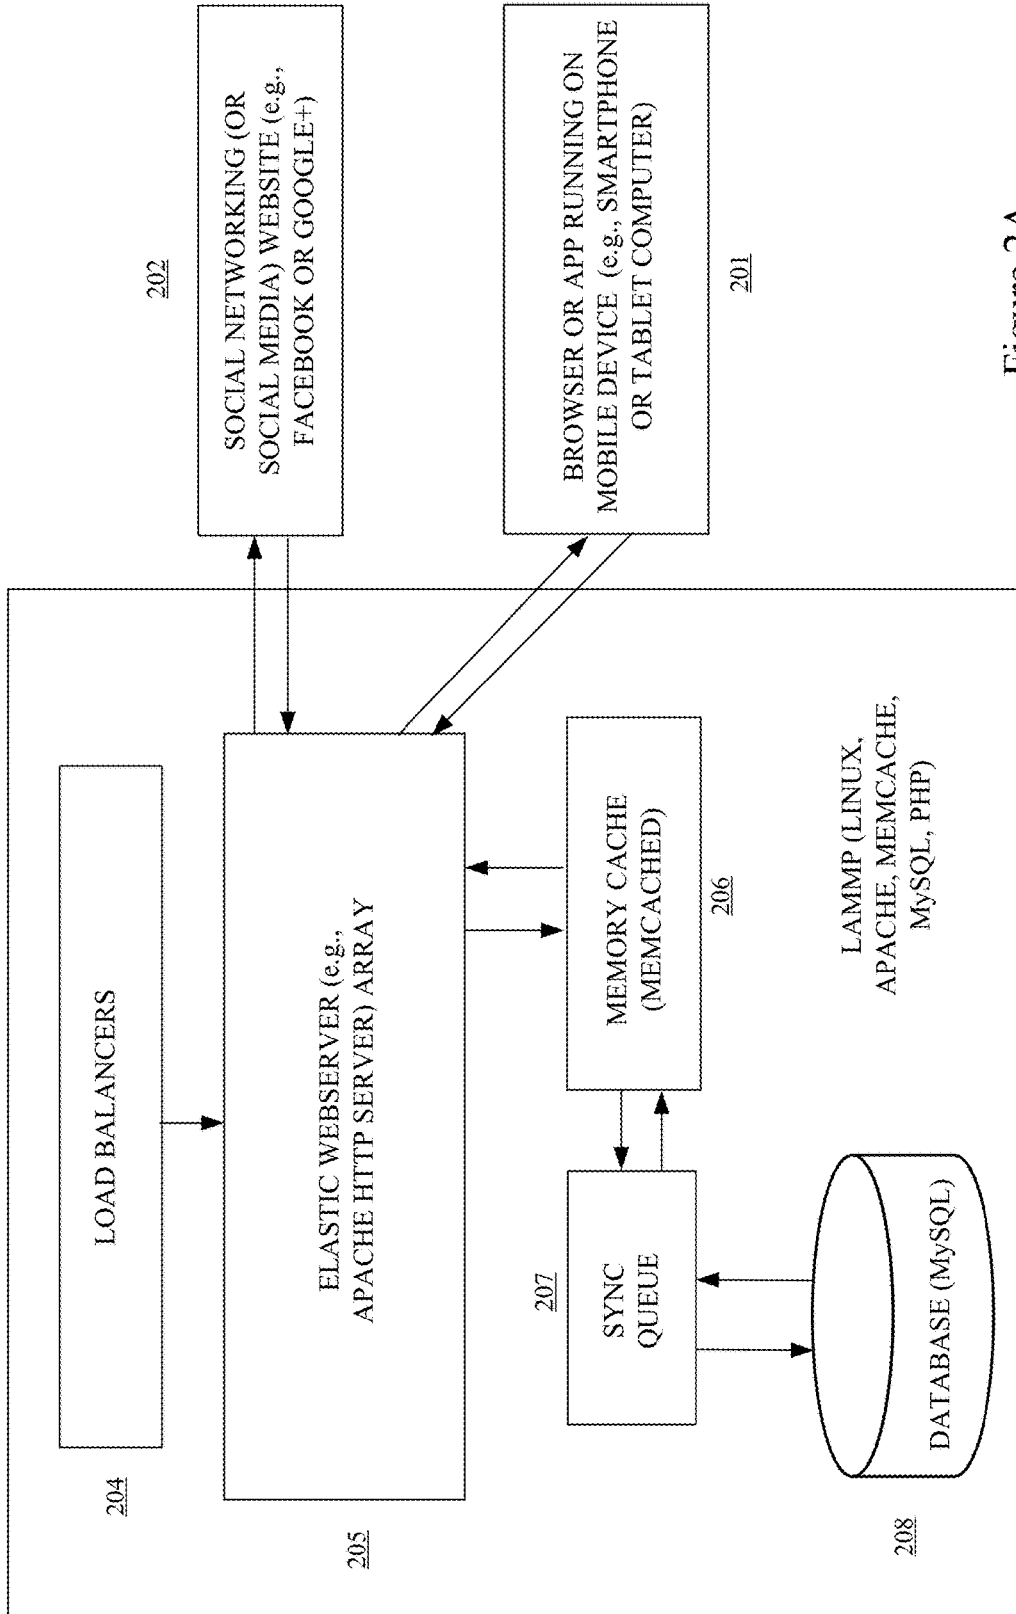 204
LOAD BALANCERS
205
ELASTIC WEBSERVER (e.g.,
APACHE HTTP SERVER) ARRAY
202
SOCIAL NETWORKING (OR
SOCIAL MEDIA) WEBSITE (e.g.,
FACEBOOK OR GOOGLE+)
207
SYNC
QUEUE
MEMORY CACHE
(MEMCACHED)
206
BROWSER OR APP RUNNING ON
MOBILE DEVICE (e.g., SMARTPHONE
OR TABLET COMPUTER)
201
208
DATABASE (MySQL)
LAMMP (LINUX,
APACHE, MEMCACHE,
MySQL, PHP)
Figure 2A